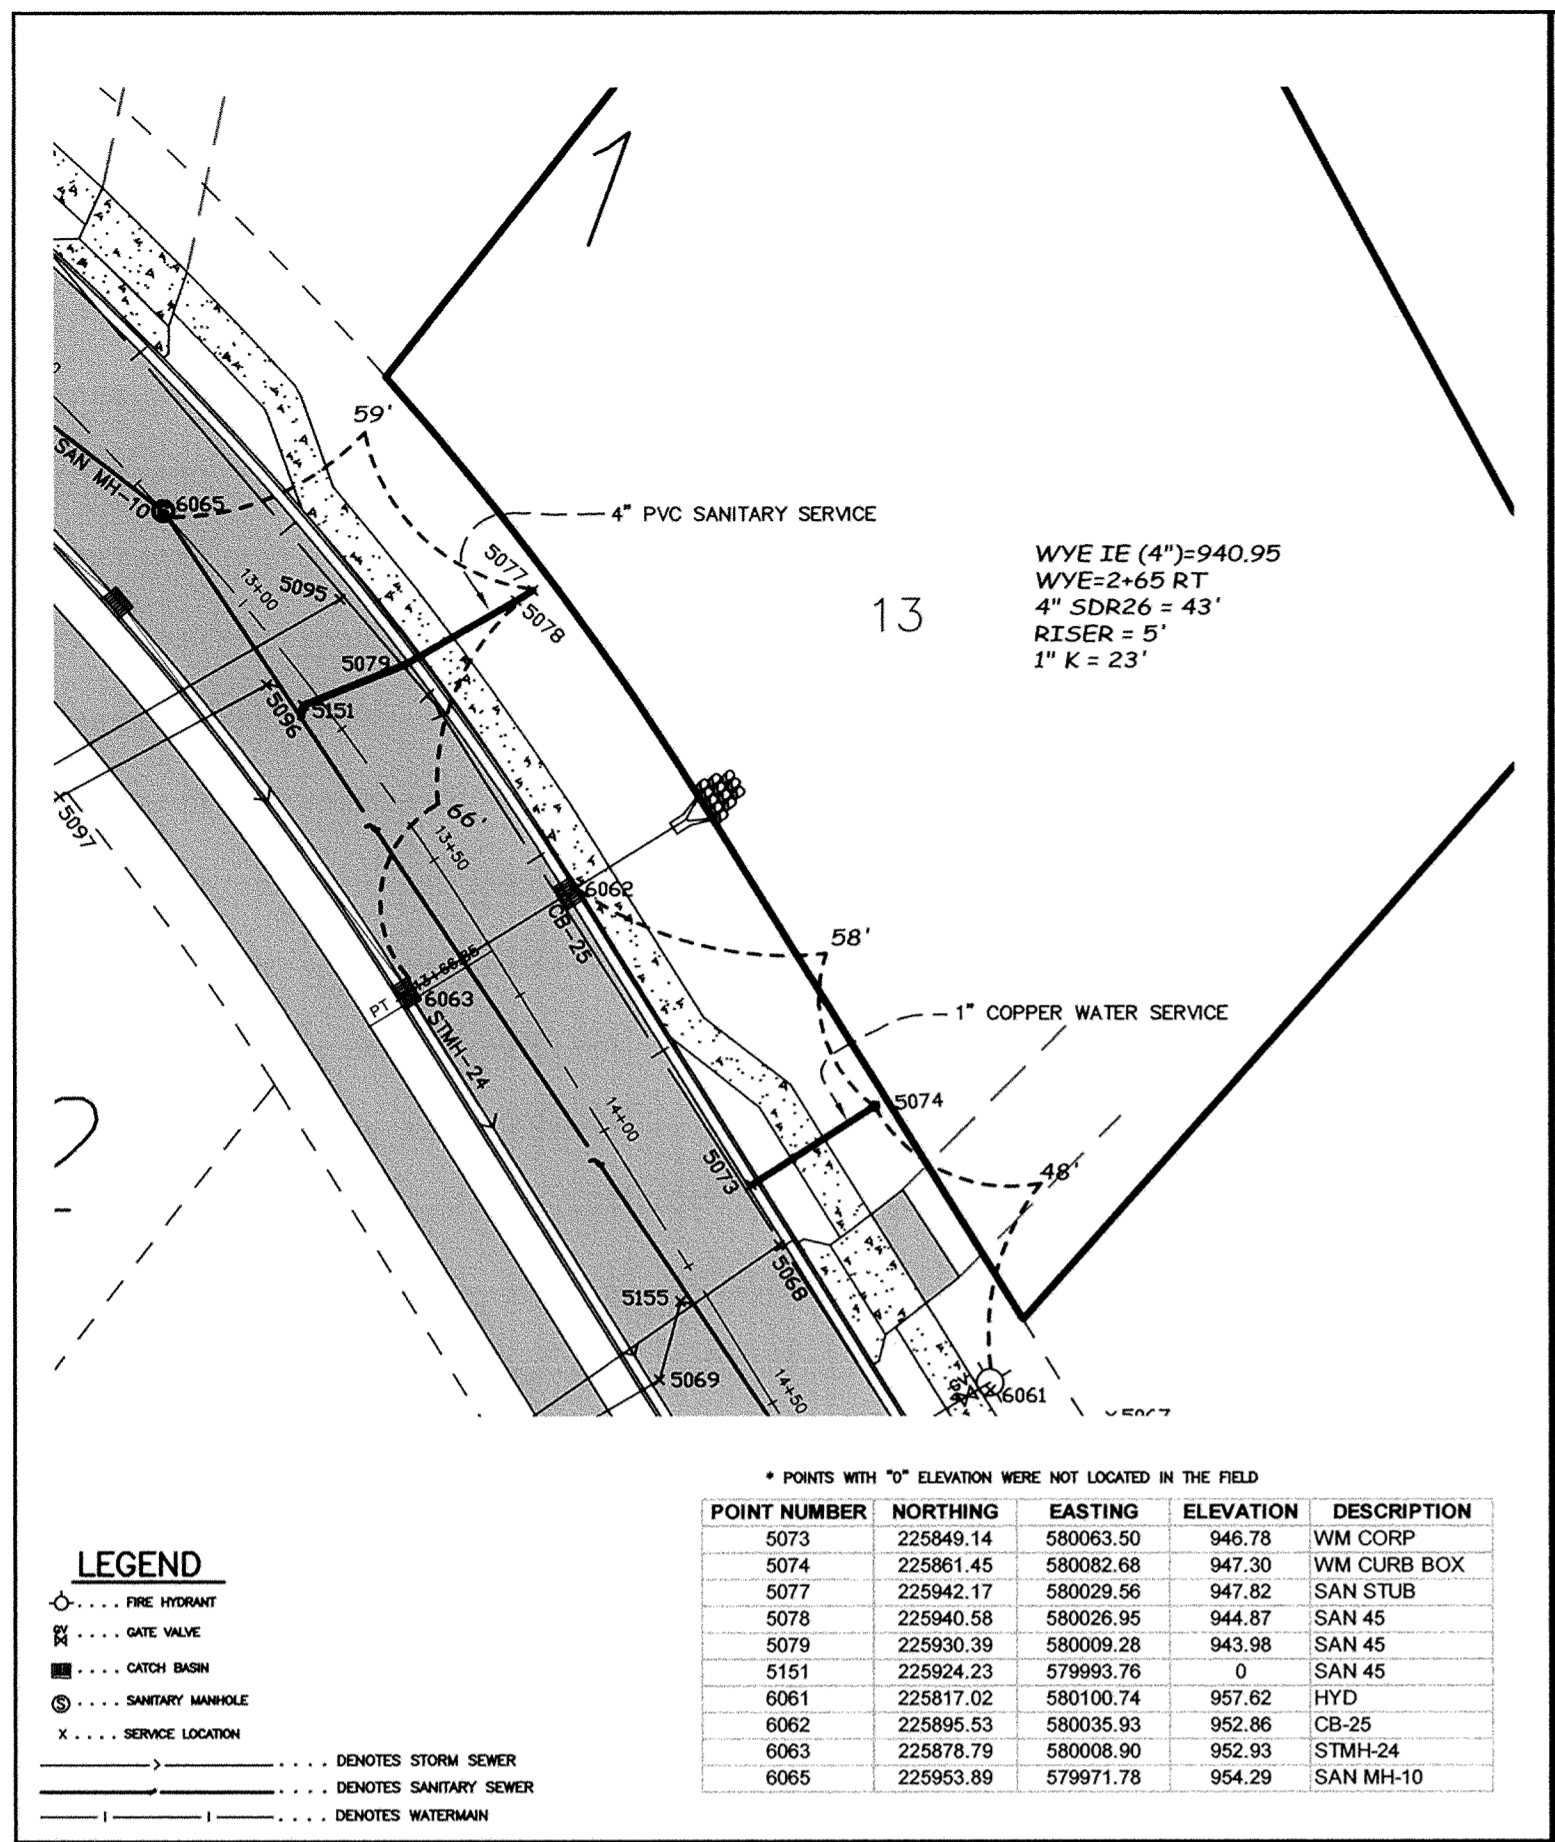 1
59'
SAN MH-10
6065
4" PVC SANITARY SERVICE
5077
5078
13+00
5095
5079
5151
5096
5097
WYE IE (4")=940.95
WYE=2+65 RT
4" SDR26 = 43'
RISER = 5'
1" K = 23'
13
66'
13+50
6062
CB-25
58'
13+66.85
PT
6063
STMH-24
1" COPPER WATER SERVICE
5074
14+00
5073
48'
5068
5155
5069
14+50
GV
6061
5067
* POINTS WITH "0" ELEVATION WERE NOT LOCATED IN THE FIELD
POINT NUMBER NORTHING EASTING ELEVATION DESCRIPTION
5073 225849.14 580063.50 946.78 WM CORP
5074 225861.45 580082.68 947.30 WM CURB BOX
5077 225942.17 580029.56 947.82 SAN STUB
5078 225940.58 580026.95 944.87 SAN 45
5079 225930.39 580009.28 943.98 SAN 45
5151 225924.23 579993.76 0 SAN 45
6061 225817.02 580100.74 957.62 HYD
6062 225895.53 580035.93 952.86 CB-25
6063 225878.79 580008.90 952.93 STMH-24
6065 225953.89 579971.78 954.29 SAN MH-10
LEGEND
.... FIRE HYDRANT
GV .... GATE VALVE
.... CATCH BASIN
S .... SANITARY MANHOLE
X .... SERVICE LOCATION
.... DENOTES STORM SEWER
.... DENOTES SANITARY SEWER
.... DENOTES WATERMAIN